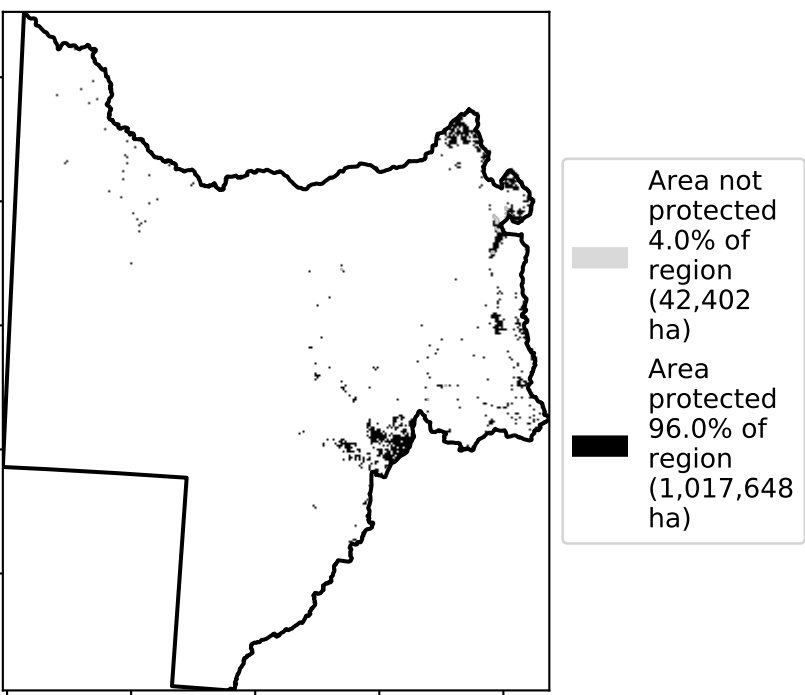 Area not
protected
4.0% of
region
(42,402
ha)
Area
protected
96.0% of
region
(1,017,648
ha)